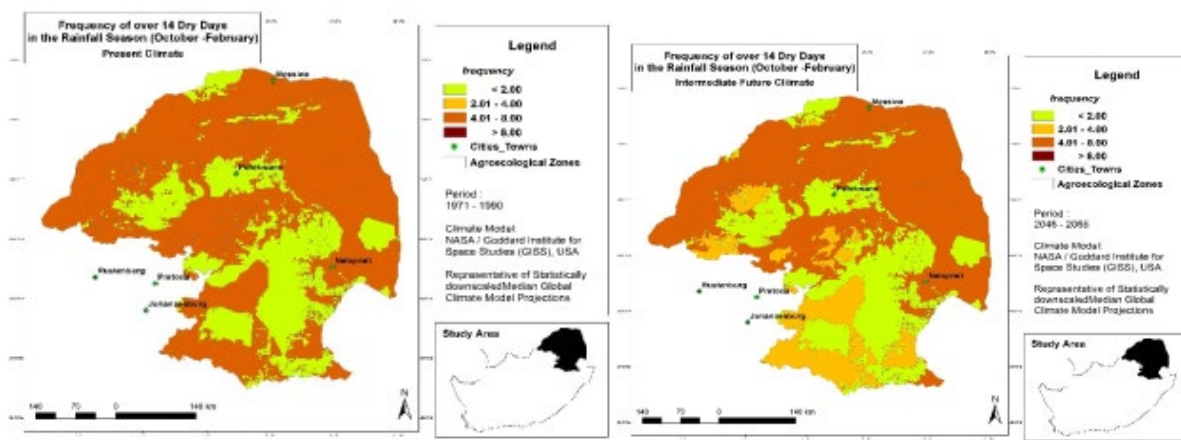 Frequency of over 14 Dry Days
in the Rainfall Season (October -February)
Present Climate
Messina
Polokwane
Nelspruit
Rustenburg
Pretoria
Johannesburg
140 70 0 140 km
N
Legend
frequency
< 2.00
2.01 - 4.00
4.01 - 8.00
> 8.00
Cities_Towns
Agroecological Zones
Period :
1971 - 1990
Climate Model:
NASA / Goddard Institute for
Space Studies (GISS), USA
Representative of Statistically
downscaledMedian Global
Climate Model Projections
Study Area
Frequency of over 14 Dry Days
in the Rainfall Season (October -February)
Intermediate Future Climate
Messina
Polokwane
Nelspruit
Rustenburg
Pretoria
Johannesburg
140 70 0 140 km
N
Legend
frequency
< 2.00
2.01 - 4.00
4.01 - 8.00
> 8.00
Cities_Towns
Agroecological Zones
Period :
2046 - 2065
Climate Model:
NASA / Goddard Institute for
Space Studies (GISS), USA
Representative of Statistically
downscaledMedian Global
Climate Model Projections
Study Area